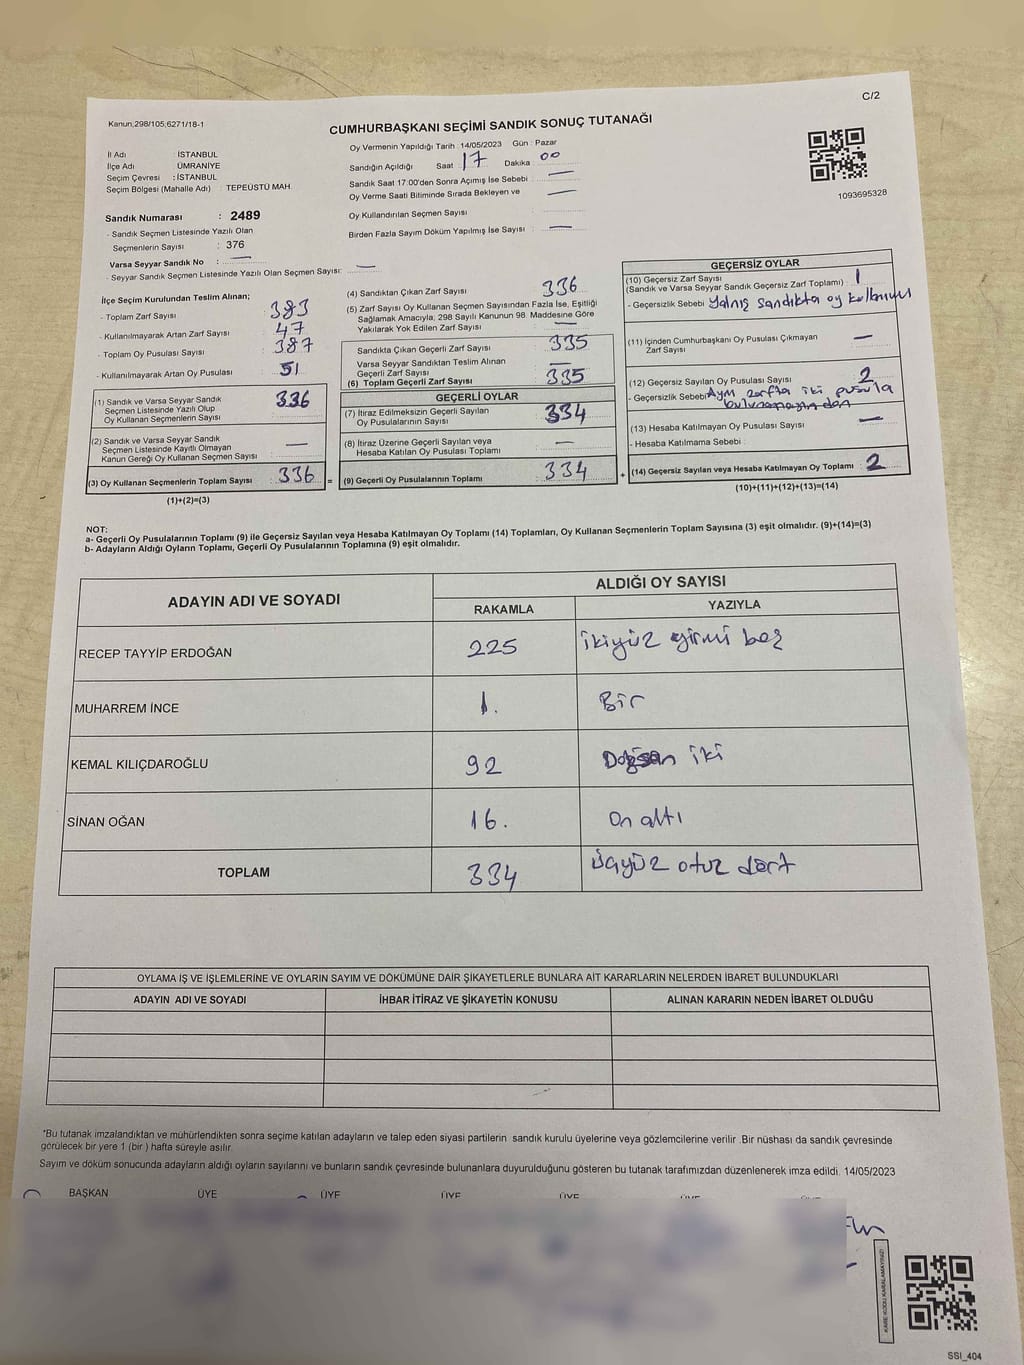 C/2
Kanun;298/105;6271/18-1
CUMHURBAŞKANI SEÇİMİ SANDIK SONUÇ TUTANAĞI
İl Adı : İSTANBUL
İlçe Adı : ÜMRANİYE
Seçim Çevresi : İSTANBUL
Seçim Bölgesi (Mahalle Adı) : TEPEÜSTÜ MAH.
Sandık Numarası : 2489
- Sandık Seçmen Listesinde Yazılı Olan
Seçmenlerin Sayısı : 376
Varsa Seyyar Sandık No : —
- Seyyar Sandık Seçmen Listesinde Yazılı Olan Seçmen Sayısı: —
Oy Vermenin Yapıldığı Tarih : 14/05/2023 Gün : Pazar
Sandığın Açıldığı Saat : 17 Dakika : 00
Sandık Saat 17:00'den Sonra Açımış İse Sebebi : —
Oy Verme Saati Bitiminde Sırada Bekleyen ve : —
Oy Kullandırılan Seçmen Sayısı
Birden Fazla Sayım Döküm Yapılmış İse Sayısı : —
1093695328
İlçe Seçim Kurulundan Teslim Alınan;
- Toplam Zarf Sayısı : 383
- Kullanılmayarak Artan Zarf Sayısı : 47
- Toplam Oy Pusulası Sayısı : 387
- Kullanılmayarak Artan Oy Pusulası : 51
(1) Sandık ve Varsa Seyyar Sandık
Seçmen Listesinde Yazılı Olup
Oy Kullanan Seçmenlerin Sayısı : 336
(2) Sandık ve Varsa Seyyar Sandık
Seçmen Listesinde Kayıtlı Olmayan
Kanun Gereği Oy Kullanan Seçmen Sayısı : —
(3) Oy Kullanan Seçmenlerin Toplam Sayısı : 336 =
(1)+(2)=(3)
(4) Sandıktan Çıkan Zarf Sayısı : 336
(5) Zarf Sayısı Oy Kullanan Seçmen Sayısından Fazla İse, Eşitliği
Sağlamak Amacıyla, 298 Sayılı Kanunun 98. Maddesine Göre
Yakılarak Yok Edilen Zarf Sayısı : —
Sandıkta Çıkan Geçerli Zarf Sayısı : 335
Varsa Seyyar Sandıktan Teslim Alınan
Geçerli Zarf Sayısı : —
(6) Toplam Geçerli Zarf Sayısı : 335
GEÇERLİ OYLAR
(7) İtiraz Edilmeksizin Geçerli Sayılan
Oy Pusulalarının Sayısı : 334
(8) İtiraz Üzerine Geçerli Sayılan veya
Hesaba Katılan Oy Pusulası Toplamı : —
(9) Geçerli Oy Pusulalarının Toplamı : 334 +
GEÇERSİZ OYLAR
(10) Geçersiz Zarf Sayısı : 1
(Sandık ve Varsa Seyyar Sandık Geçersiz Zarf Toplamı)
- Geçersizlik Sebebi : Yalnış sandıkta oy kullanımı
(11) İçinden Cumhurbaşkanı Oy Pusulası Çıkmayan
Zarf Sayısı : —
(12) Geçersiz Sayılan Oy Pusulası Sayısı : 2
- Geçersizlik Sebebi: Aynı zarfta iki pusula
(13) Hesaba Katılmayan Oy Pusulası Sayısı : —
- Hesaba Katılmama Sebebi :
(14) Geçersiz Sayılan veya Hesaba Katılmayan Oy Toplamı : 2
(10)+(11)+(12)+(13)=(14)
NOT:
a- Geçerli Oy Pusulalarının Toplamı (9) ile Geçersiz Sayılan veya Hesaba Katılmayan Oy Toplamı (14) Toplamları, Oy Kullanan Seçmenlerin Toplam Sayısına (3) eşit olmalıdır. (9)+(14)=(3)
b- Adayların Aldığı Oyların Toplamı, Geçerli Oy Pusulalarının Toplamına (9) eşit olmalıdır.
ADAYIN ADI VE SOYADI ALDIĞI OY SAYISI
RAKAMLA YAZIYLA
RECEP TAYYİP ERDOĞAN 225 ikiyüz yirmi beş
MUHARREM İNCE 1. Bir
KEMAL KILIÇDAROĞLU 92 Doğsan iki
SİNAN OĞAN 16. On altı
TOPLAM 334 üçyüz otuz dört
OYLAMA İŞ VE İŞLEMLERİNE VE OYLARIN SAYIM VE DÖKÜMÜNE DAİR ŞİKAYETLERLE BUNLARA AİT KARARLARIN NELERDEN İBARET BULUNDUKLARI
ADAYIN ADI VE SOYADI İHBAR İTİRAZ VE ŞİKAYETİN KONUSU ALINAN KARARIN NEDEN İBARET OLDUĞU
*Bu tutanak imzalandıktan ve mühürlendikten sonra seçime katılan adayların ve talep eden siyasi partilerin sandık kurulu üyelerine veya gözlemcilerine verilir .Bir nüshası da sandık çevresinde
görülecek bir yere 1 (bir ) hafta süreyle asılır.
Sayım ve döküm sonucunda adayların aldığı oyların sayılarını ve bunların sandık çevresinde bulunanlara duyurulduğunu gösteren bu tutanak tarafımızdan düzenlenerek imza edildi. 14/05/2023
BAŞKAN ÜYE ÜYE ÜYE ÜYE
KARE KODU KARALAMAYINIZ!
SSI_404